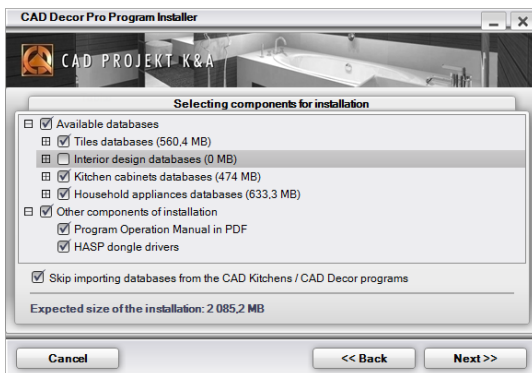 CAD Decor Pro Program Installer
CAD PROJEKT K&A
Selecting components for installation
Available databases
Tiles databases (560,4 MB)
Interior design databases (0 MB)
Kitchen cabinets databases (474 MB)
Household appliances databases (633,3 MB)
Other components of installation
Program Operation Manual in PDF
HASP dongle drivers
Skip importing databases from the CAD Kitchens / CAD Decor programs
Expected size of the installation: 2 085,2 MB
Cancel
<< Back
Next >>